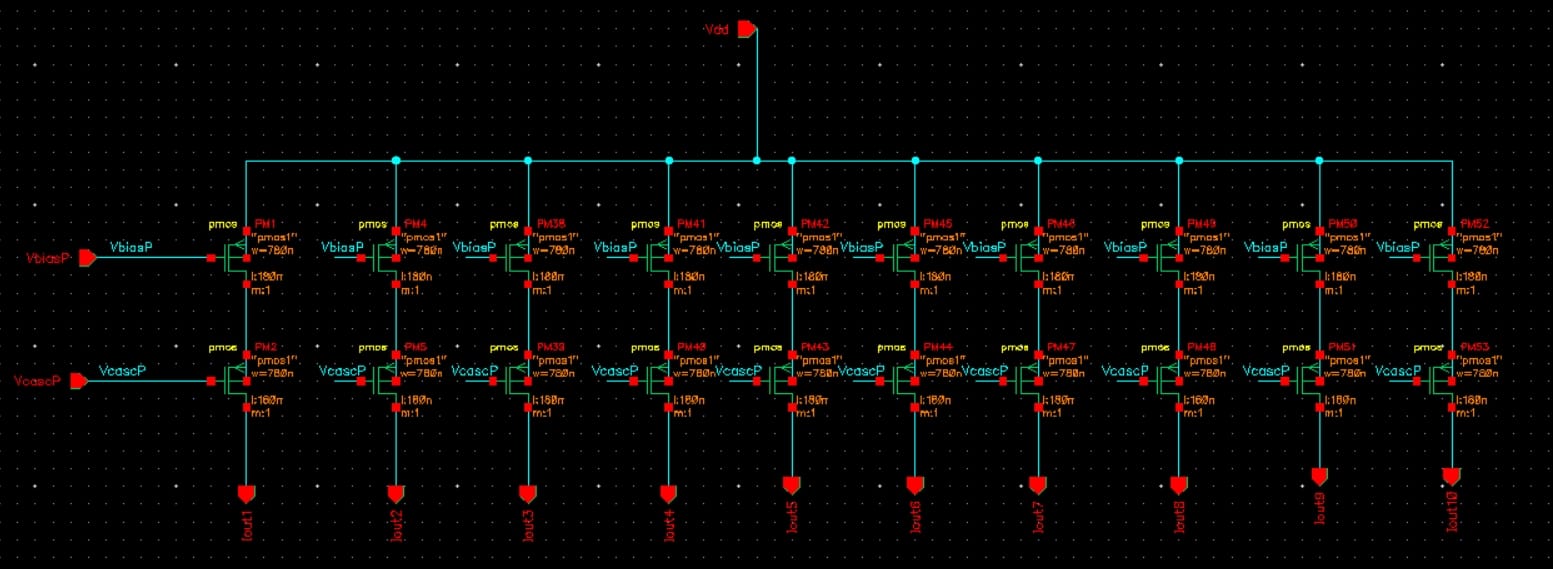 Vdd
pmos PM1 pmos PM4 pmos PM38 pmos PM41 pmos PM42 pmos PM45 pmos PM46 pmos PM49 pmos PM50 pmos PM52
"pmos1" "pmos1" "pmos1" "pmos1" "pmos1" "pmos1" "pmos1" "pmos1" "pmos1" "pmos1"
VbiasP VbiasP w=780n VbiasP w=780n VbiasP w=780n VbiasP w=780n VbiasP w=780n VbiasP w=780n VbiasP w=780n VbiasP w=780n VbiasP w=780n VbiasP w=780n
l:180n l:180n l:180n l:180n l:180n l:180n l:180n l:180n l:180n l:180n
m:1 m:1 m:1 m:1 m:1 m:1 m:1 m:1 m:1 m:1
pmos PM2 pmos PM5 pmos PM39 pmos PM40 pmos PM43 pmos PM44 pmos PM47 pmos PM48 pmos PM51 pmos PM53
"pmos1" "pmos1" "pmos1" "pmos1" "pmos1" "pmos1" "pmos1" "pmos1" "pmos1" "pmos1"
VcascP VcascP w=780n VcascP w=780n VcascP w=780n VcascP w=780n VcascP w=780n VcascP w=780n VcascP w=780n VcascP w=780n VcascP w=780n VcascP w=780n
l:180n l:180n l:180n l:180n l:180n l:180n l:180n l:180n l:180n l:180n
m:1 m:1 m:1 m:1 m:1 m:1 m:1 m:1 m:1 m:1
Iout1 Iout2 Iout3 Iout4 Iout5 Iout6 Iout7 Iout8 Iout9 Iout10